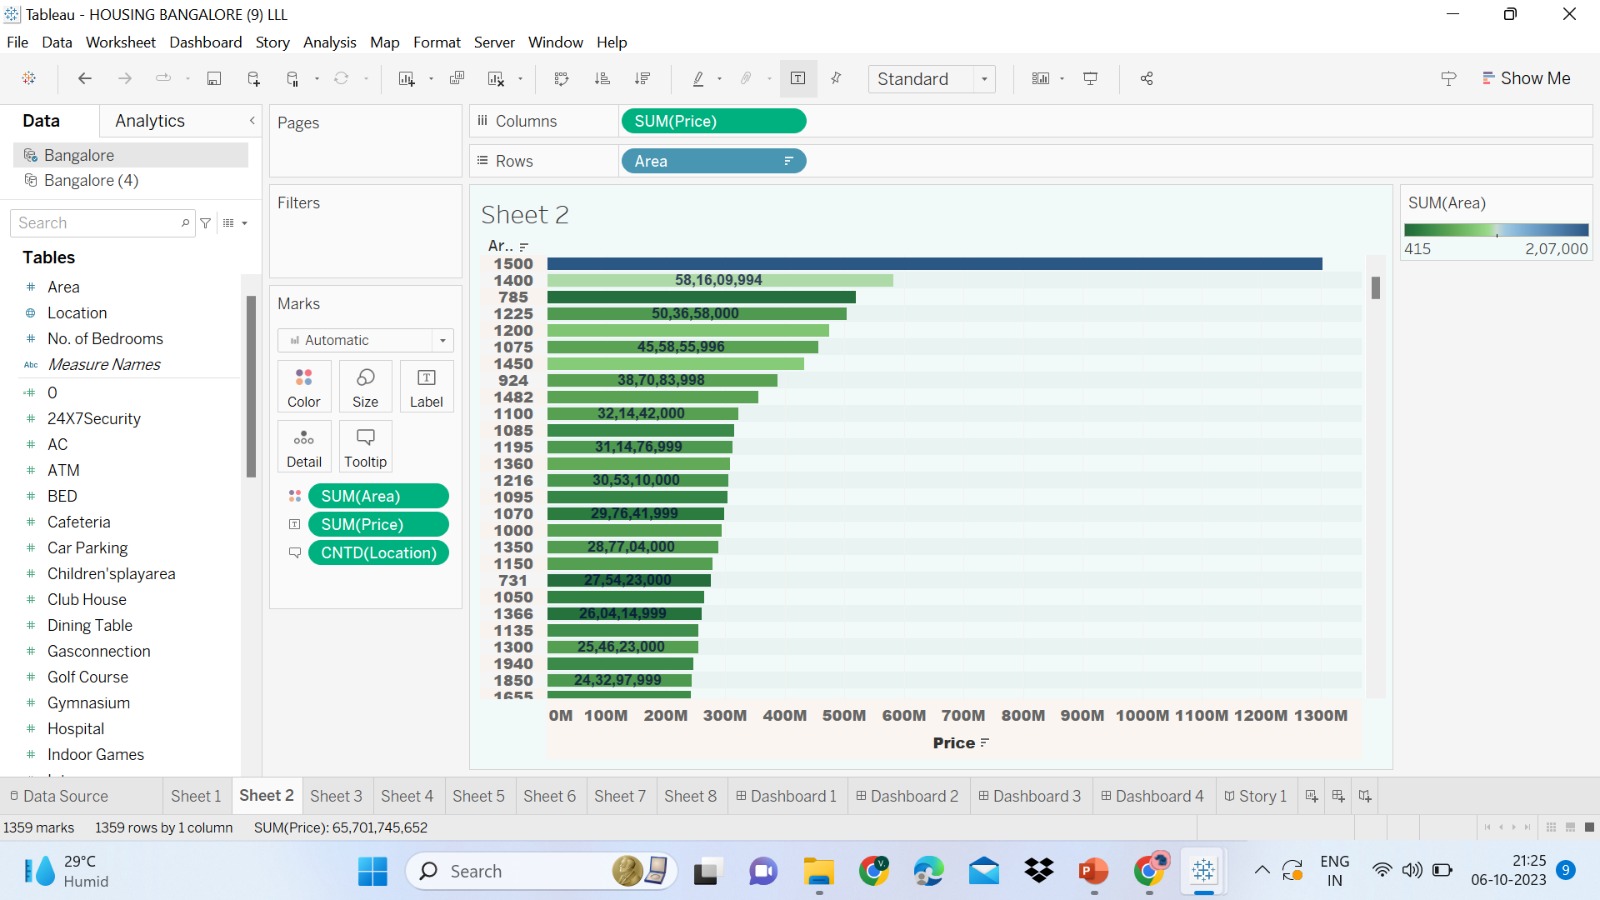 Tableau - HOUSING BANGALORE (9) LLL
File Data Worksheet Dashboard Story Analysis Map Format Server Window Help
Standard
Show Me
Data Analytics
Bangalore
Bangalore (4)
Search
Tables
Area
Location
No. of Bedrooms
Abc Measure Names
0
24X7Security
AC
ATM
BED
Cafeteria
Car Parking
Children'splayarea
Club House
Dining Table
Gasconnection
Golf Course
Gymnasium
Hospital
Indoor Games
Pages
Filters
Marks
Automatic
Color Size Label
Detail Tooltip
SUM(Area)
SUM(Price)
CNTD(Location)
Columns SUM(Price)
Rows Area
Sheet 2
Ar..
1500
1400 58,16,09,994
785
1225 50,36,58,000
1200
1075 45,58,55,996
1450
924 38,70,83,998
1482
1100 32,14,42,000
1085
1195 31,14,76,999
1360
1216 30,53,10,000
1095
1070 29,76,41,999
1000
1350 28,77,04,000
1150
731 27,54,23,000
1050
1366 26,04,14,999
1135
1300 25,46,23,000
1940
1850 24,32,97,999
1655
0M 100M 200M 300M 400M 500M 600M 700M 800M 900M 1000M 1100M 1200M 1300M
Price
SUM(Area)
415 2,07,000
Data Source Sheet 1 Sheet 2 Sheet 3 Sheet 4 Sheet 5 Sheet 6 Sheet 7 Sheet 8 Dashboard 1 Dashboard 2 Dashboard 3 Dashboard 4 Story 1
1359 marks 1359 rows by 1 column SUM(Price): 65,701,745,652
29°C
Humid
Search
ENG
IN
21:25
06-10-2023
9